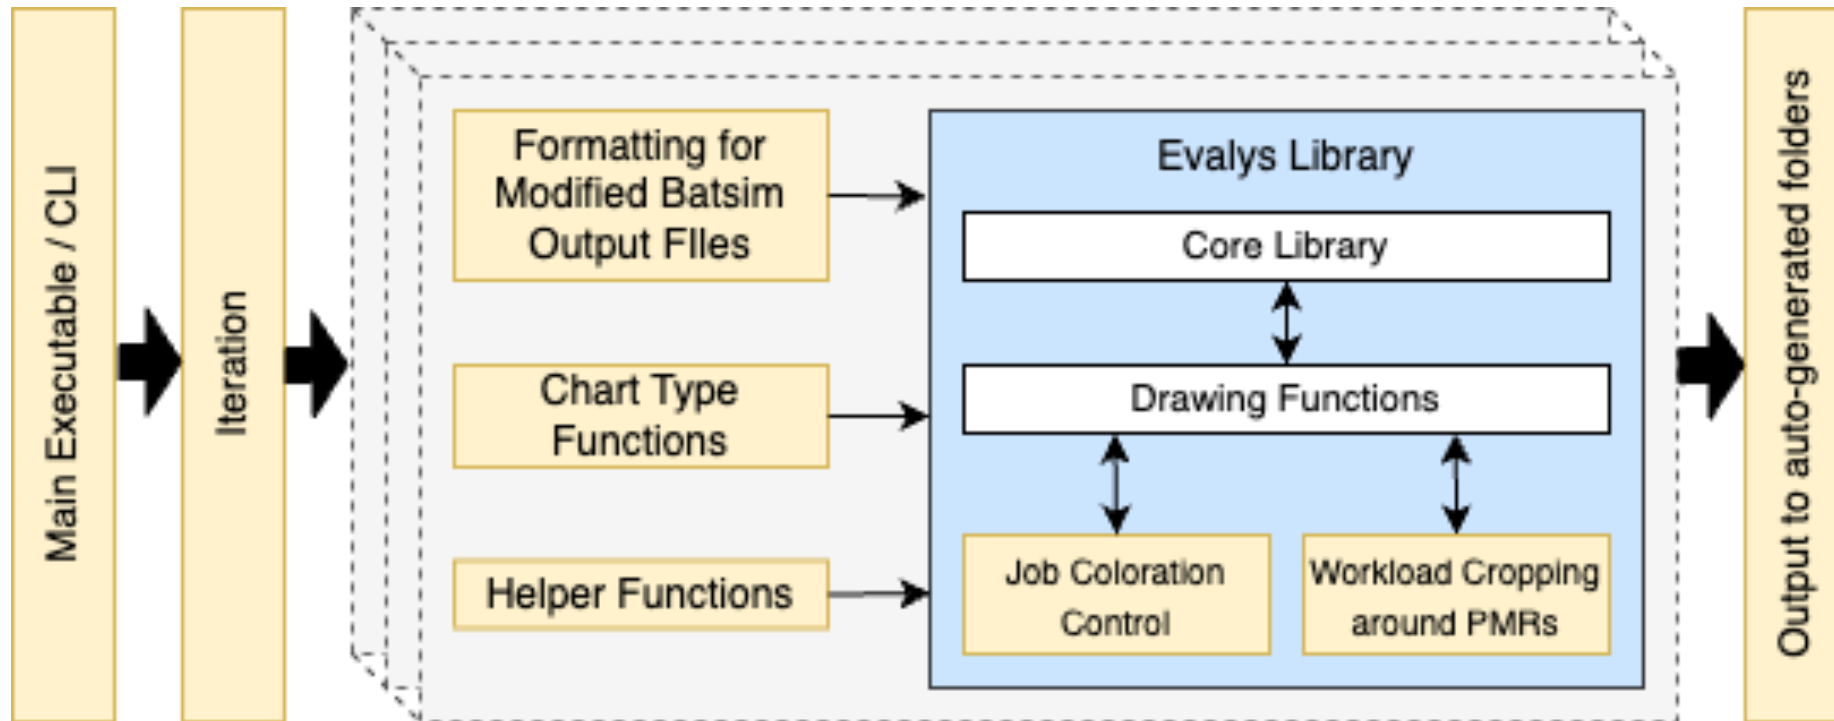 Main Executable / CLI
Iteration
Formatting for
Modified Batsim
Output FIles
Chart Type
Functions
Helper Functions
Evalys Library
Core Library
Drawing Functions
Job Coloration
Control
Workload Cropping
around PMRs
Output to auto-generated folders